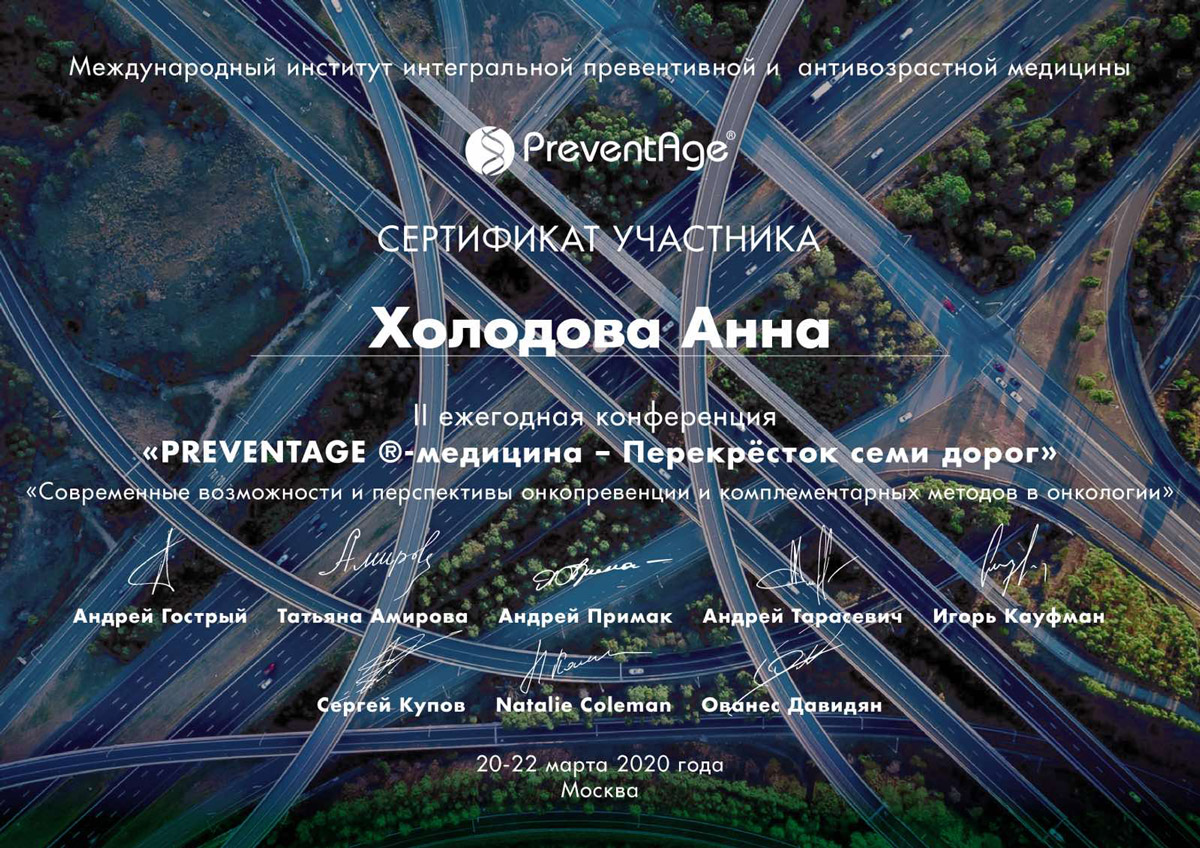 Международный институт интегральной превентивной и антивозрастной медицины
PreventAge®
СЕРТИФИКАТ УЧАСТНИКА
Холодова Анна
II ежегодная конференция
«PREVENTAGE ®-медицина – Перекрёсток семи дорог»
«Современные возможности и перспективы онкопревенции и комплементарных методов в онкологии»
Амирова
Андрей Гострый Татьяна Амирова Андрей Примак Андрей Тарасевич Игорь Кауфман
Сергей Купов Natalie Coleman Ованес Давидян
20-22 марта 2020 года
Москва